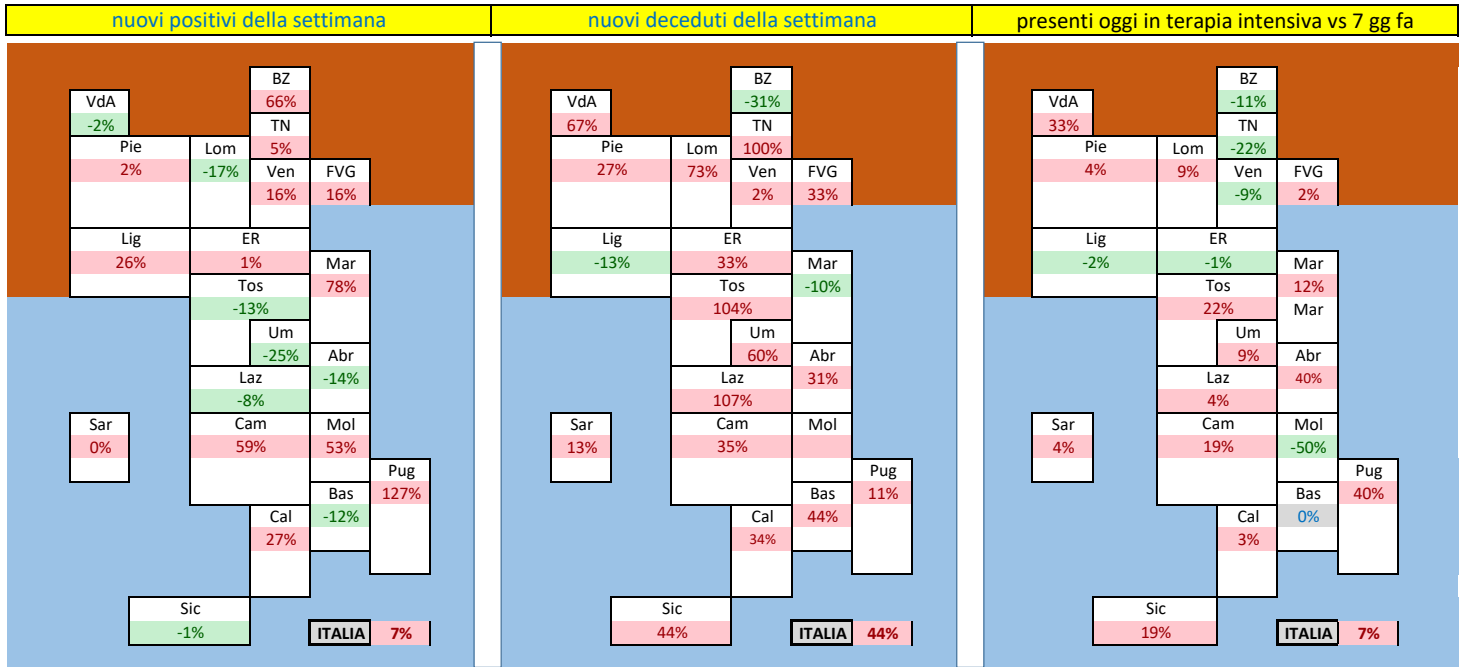 nuovi positivi della settimana
BZ
66%
VdA
-2%
TN
5%
Pie
2%
Lom
-17%
Ven
16%
FVG
16%
Lig
26%
ER
1%
Mar
78%
Tos
-13%
Um
-25%
Abr
-14%
Laz
-8%
Sar
0%
Cam
59%
Mol
53%
Pug
127%
Bas
-12%
Cal
27%
Sic
-1%
ITALIA 7%
nuovi deceduti della settimana
BZ
-31%
VdA
67%
TN
100%
Pie
27%
Lom
73%
Ven
2%
FVG
33%
Lig
-13%
ER
33%
Mar
-10%
Tos
104%
Um
60%
Abr
31%
Laz
107%
Sar
13%
Cam
35%
Mol
Pug
11%
Bas
44%
Cal
34%
Sic
44%
ITALIA 44%
presenti oggi in terapia intensiva vs 7 gg fa
BZ
-11%
VdA
33%
TN
-22%
Pie
4%
Lom
9%
Ven
-9%
FVG
2%
Lig
-2%
ER
-1%
Mar
12%
Mar
Tos
22%
Um
9%
Abr
40%
Laz
4%
Sar
4%
Cam
19%
Mol
-50%
Pug
40%
Bas
0%
Cal
3%
Sic
19%
ITALIA 7%